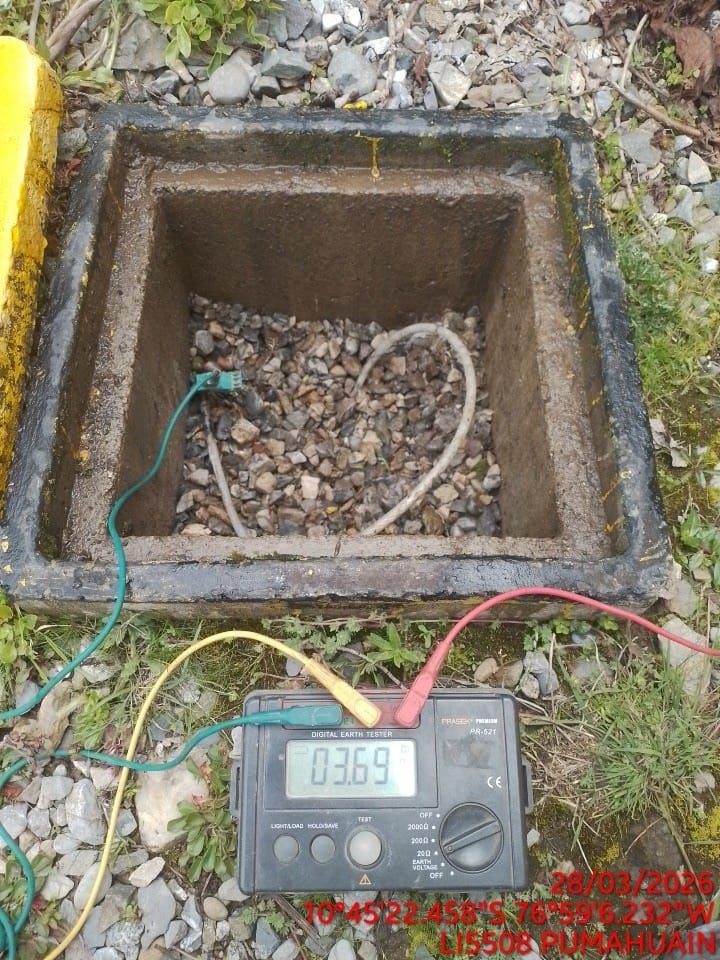 PRASEK PREMIUM
PR-521
DIGITAL EARTH TESTER
03.69
CE
LIGHT/LOAD HOLD/SAVE TEST
OFF
2000Ω
200Ω
20Ω
EARTH
VOLTAGE
OFF
28/03/2026
10°45'22.458"S 76°59'6.232"W
LI5508 PUMAHUAIN